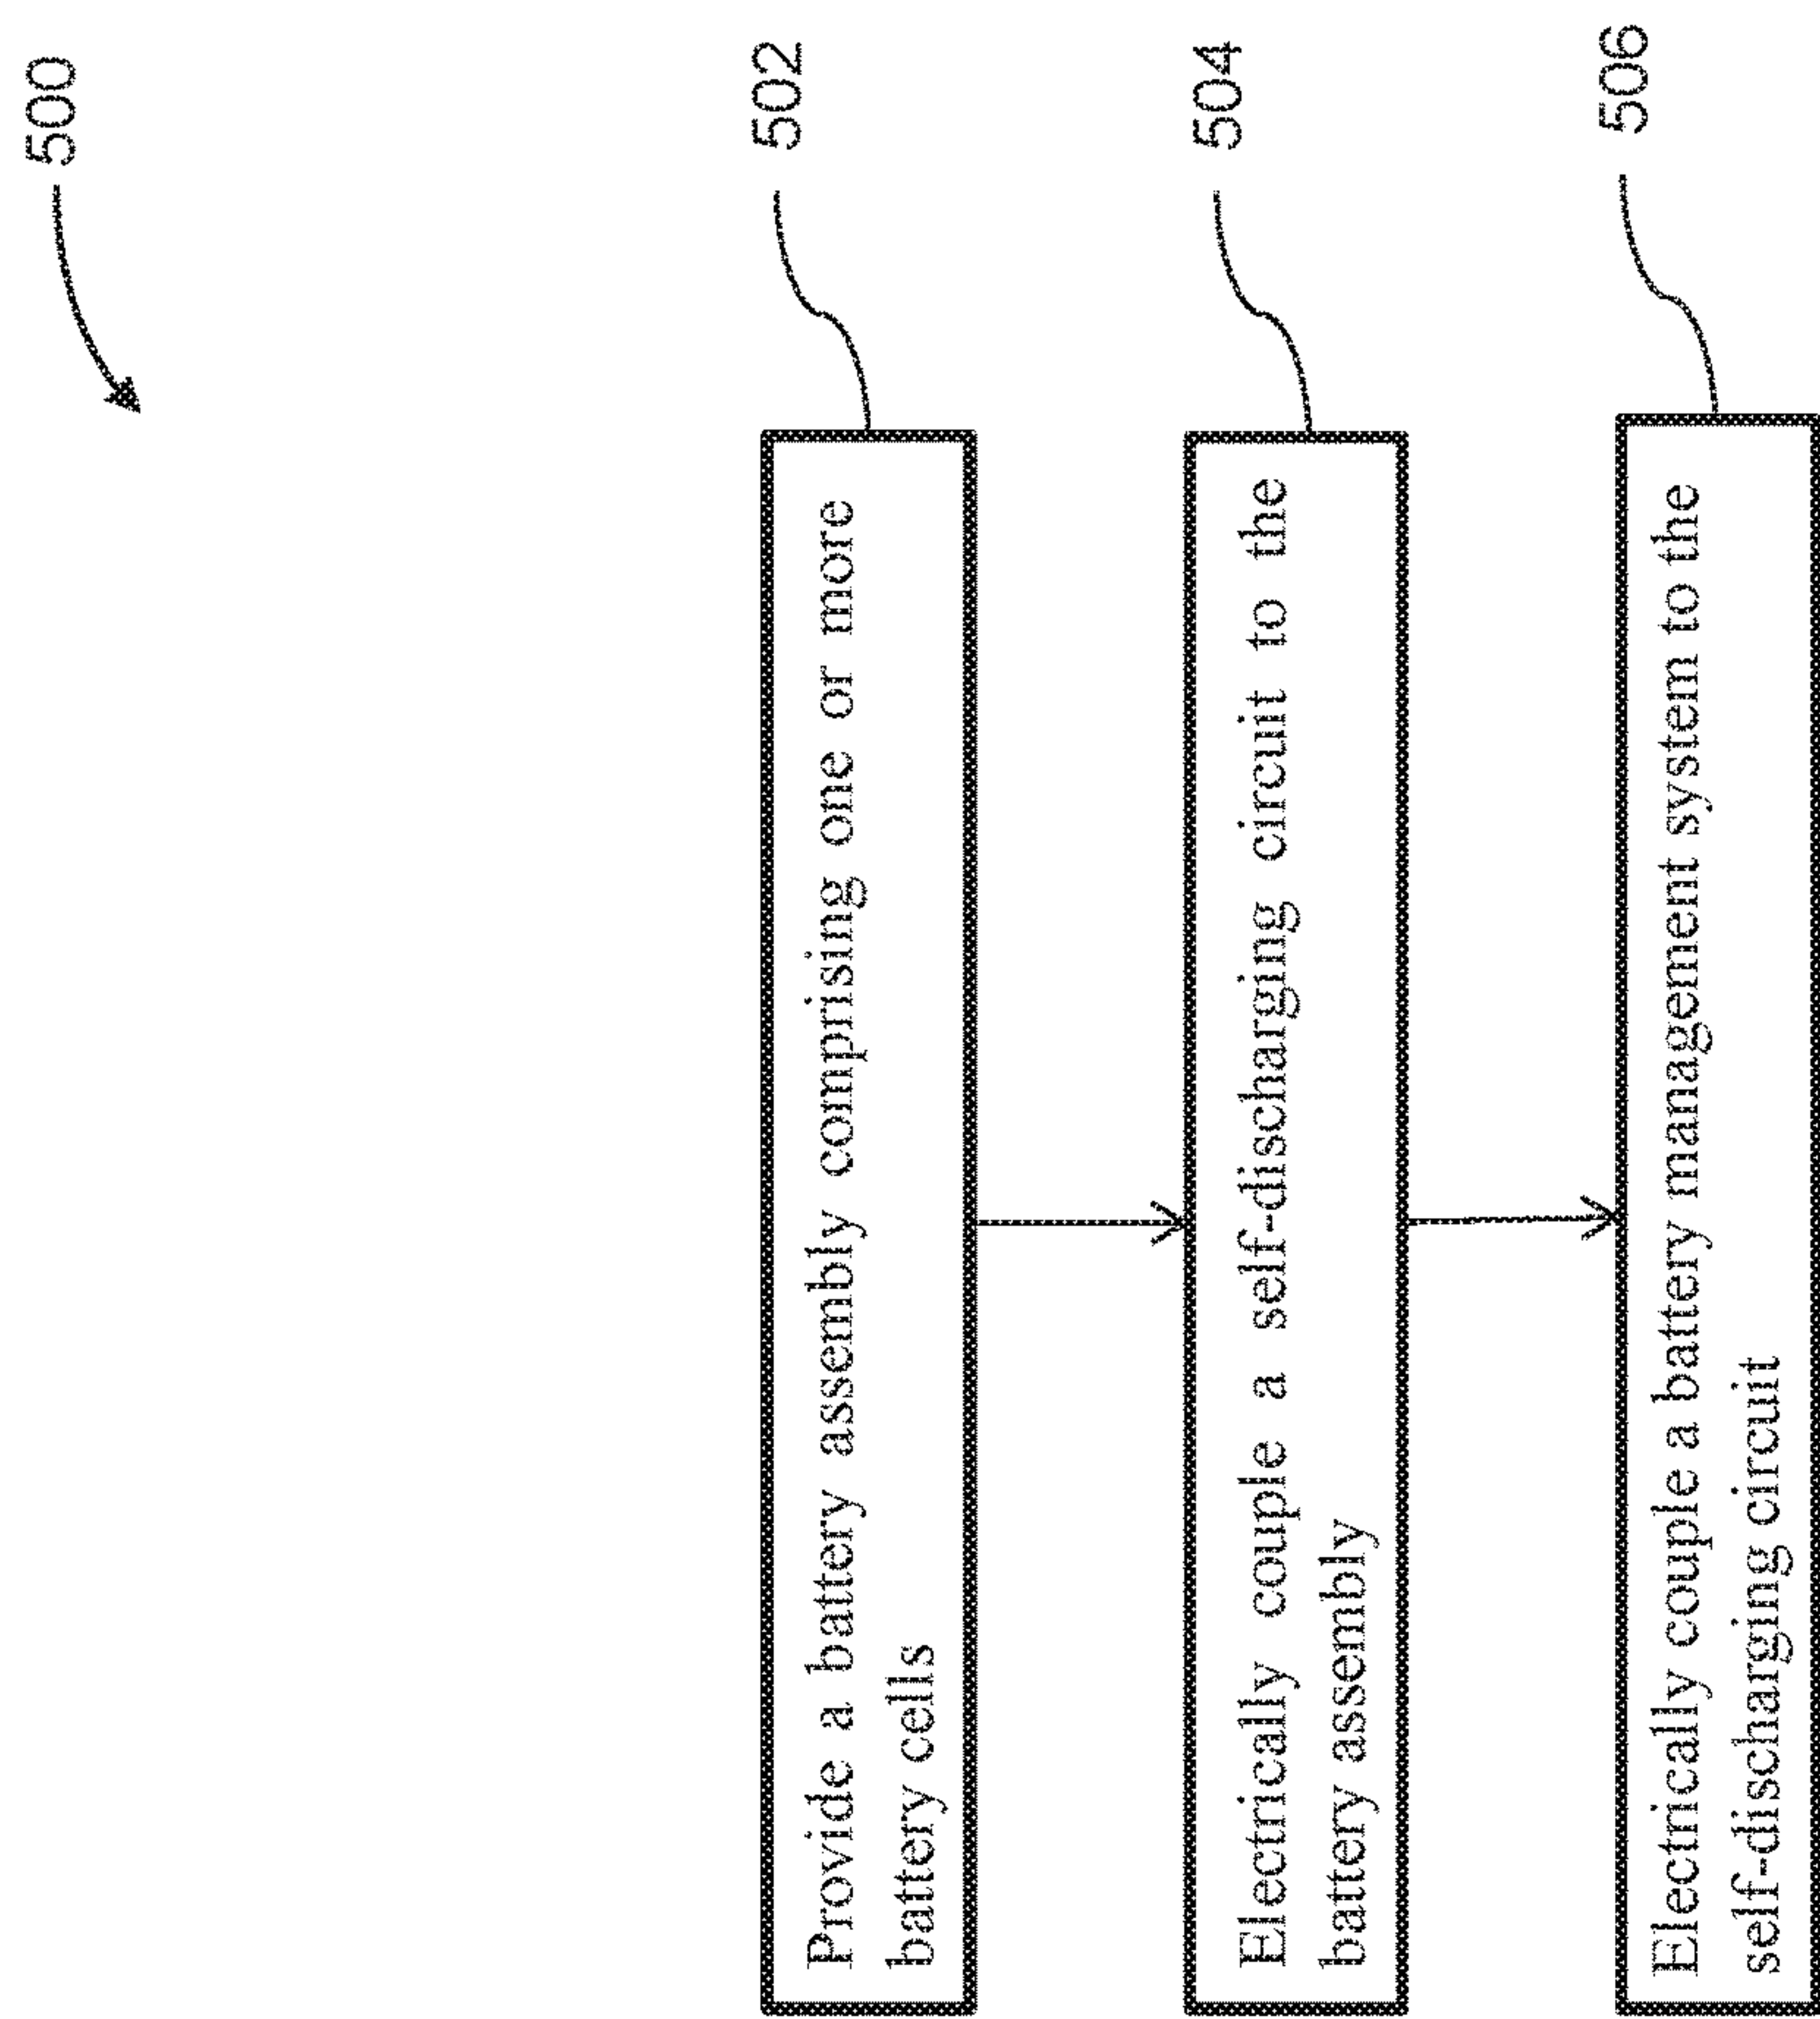 500
Provide a battery assembly comprising one or more
battery cells
502
Electrically couple a self-discharging circuit to the
battery assembly
504
Electrically couple a battery management system to the
self-discharging circuit
506